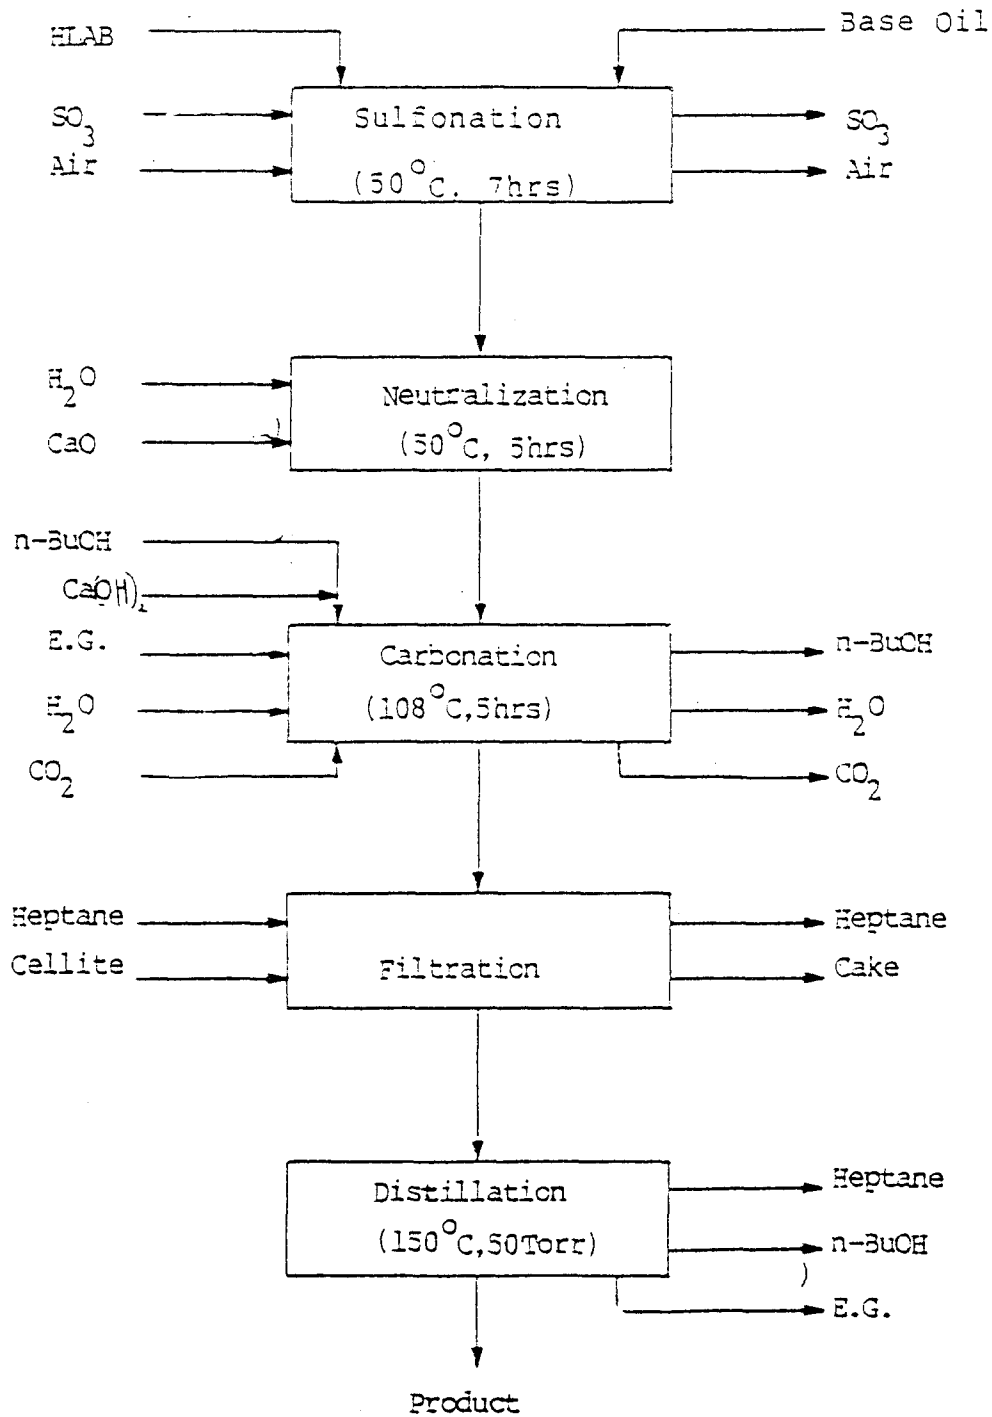 HLAB
Base Oil
SO3
Sulfonation
SO3
Air
(50°C, 7hrs)
Air
H2O
Neutralization
CaO
(50°C, 5hrs)
n-BuOH
Ca(OH)2
E.G.
Carbonation
n-BuOH
H2O
(108°C,5hrs)
H2O
CO2
CO2
Heptane
Heptane
Cellite
Filtration
Cake
Distillation
Heptane
(150°C,50Torr)
n-BuOH
E.G.
Product